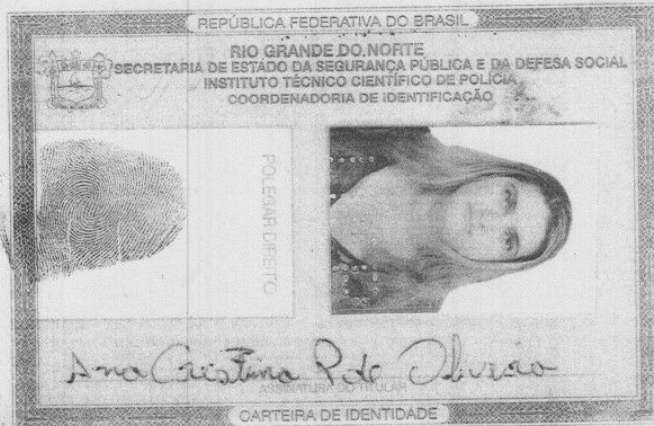 REPÚBLICA FEDERATIVA DO BRASIL
RIO GRANDE DO NORTE
SECRETARIA DE ESTADO DA SEGURANÇA PÚBLICA E DA DEFESA SOCIAL
INSTITUTO TÉCNICO CIENTÍFICO DE POLÍCIA
COORDENADORIA DE IDENTIFICAÇÃO
POLEGAR DIREITO
Ana Cristina P. de Oliveira
ASSINATURA DO TITULAR
CARTEIRA DE IDENTIDADE